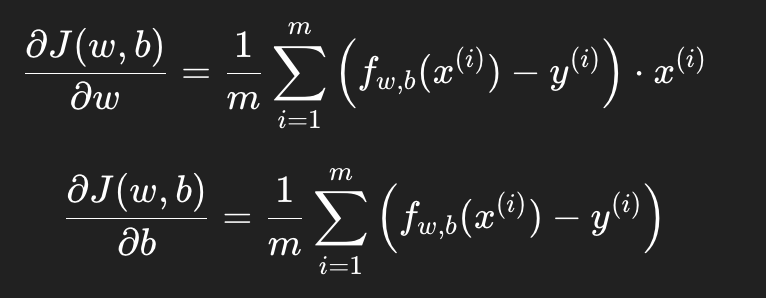 ∂J(w, b)/∂w = 1/m ∑_{i=1}^{m} (f_{w,b}(x^{(i)}) − y^{(i)}) · x^{(i)}
∂J(w, b)/∂b = 1/m ∑_{i=1}^{m} (f_{w,b}(x^{(i)}) − y^{(i)})